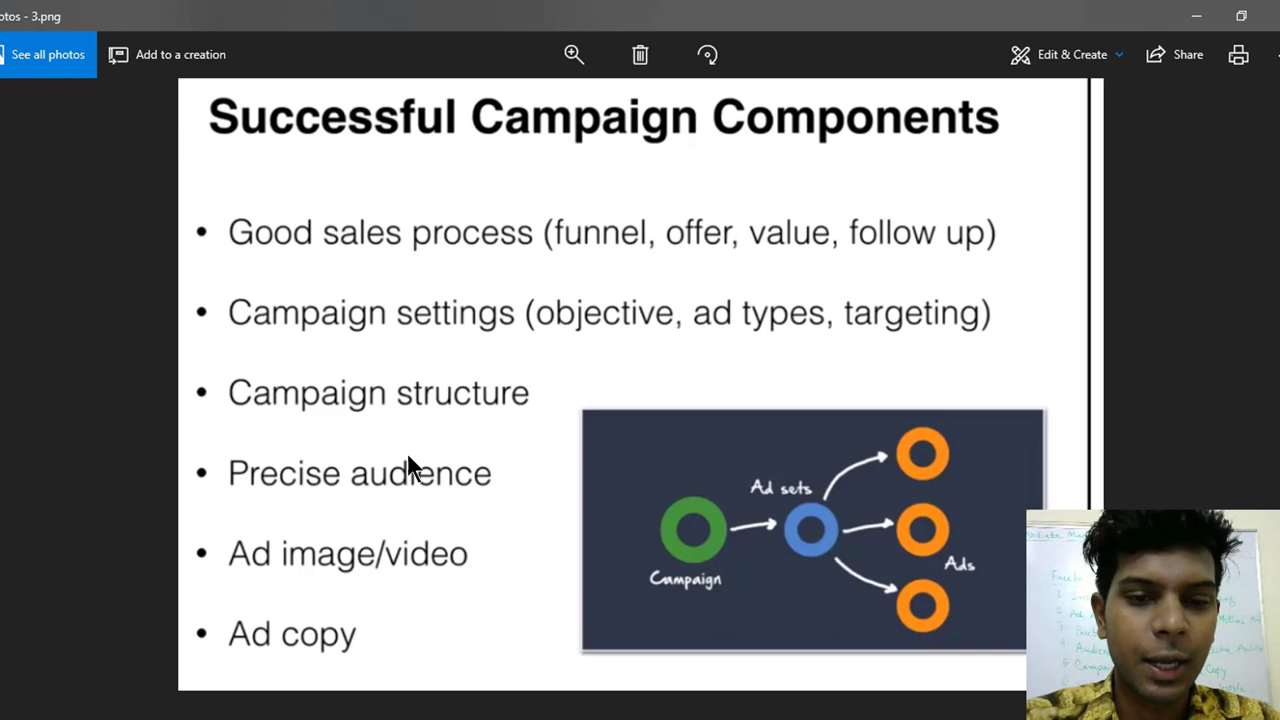 otos - 3.png
See all photos
Add to a creation
Edit & Create
Share
Successful Campaign Components
• Good sales process (funnel, offer, value, follow up)
• Campaign settings (objective, ad types, targeting)
• Campaign structure
• Precise audience
• Ad image/video
• Ad copy
Ad sets
Campaign
Ads